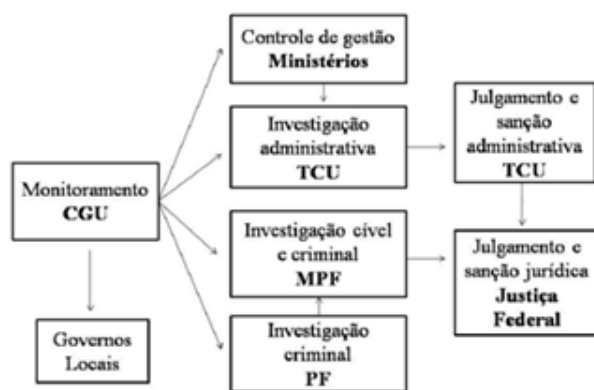 Controle de gestão
Ministérios
Investigação
administrativa
TCU
Julgamento e
sanção
administrativa
TCU
Monitoramento
CGU
Investigação cível
e criminal
MPF
Julgamento e
sanção jurídica
Justiça
Federal
Governos
Locais
Investigação
criminal
PF